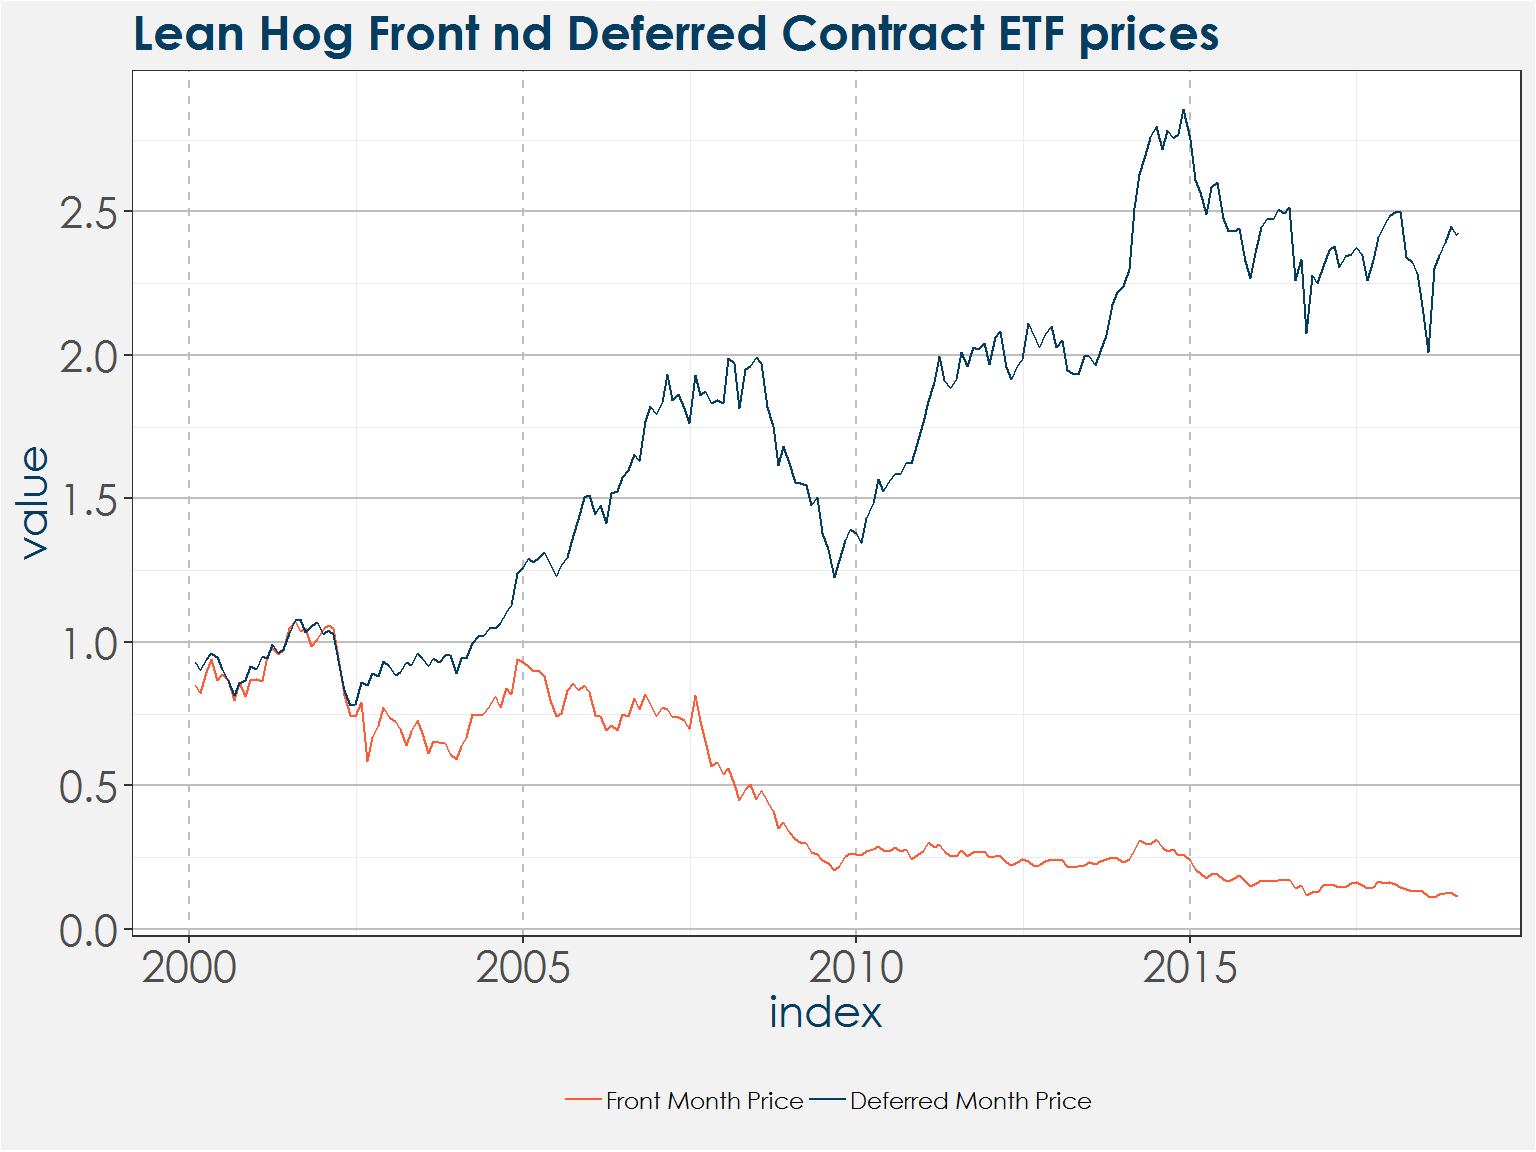 Lean Hog Front nd Deferred Contract ETF prices
value
2.5
2.0
1.5
1.0
0.5
0.0
2000 2005 2010 2015
index
Front Month Price Deferred Month Price